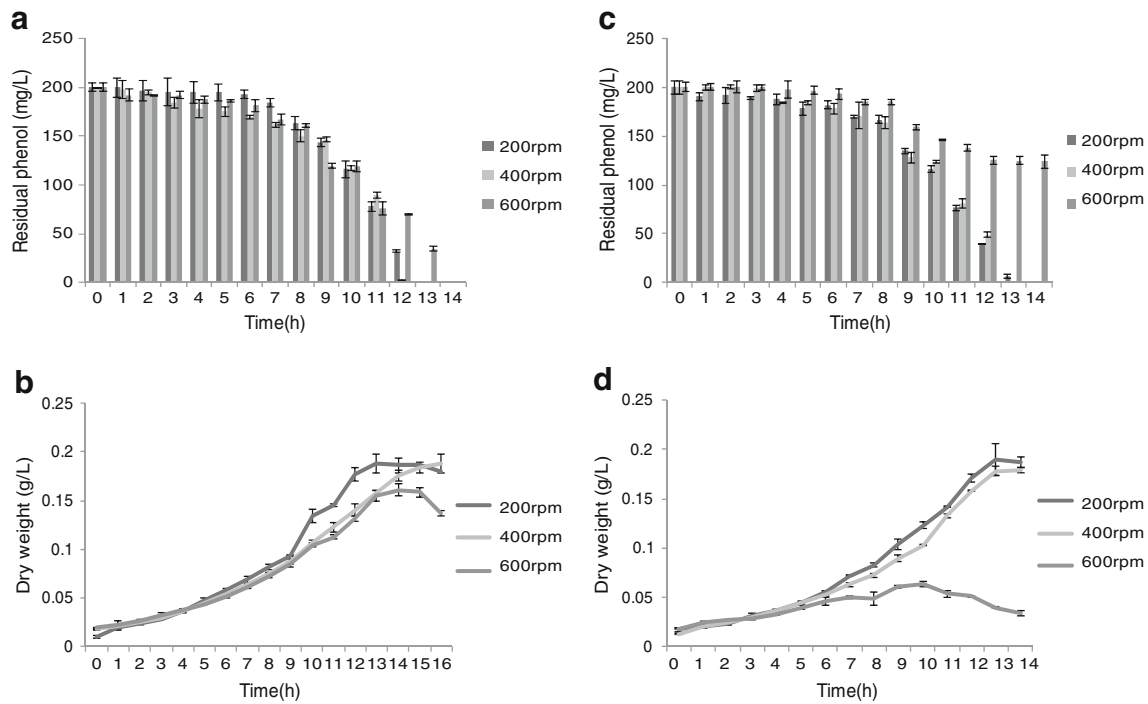 a
250
200
150
100
50
0
Residual phenol (mg/L)
0 1 2 3 4 5 6 7 8 9 10 11 12 13 14
Time(h)
200rpm
400rpm
600rpm
c
250
200
150
100
50
0
Residual phenol (mg/L)
0 1 2 3 4 5 6 7 8 9 10 11 12 13 14
Time(h)
200rpm
400rpm
600rpm
b
0.25
0.2
0.15
0.1
0.05
0
Dry weight (g/L)
0 1 2 3 4 5 6 7 8 9 10 11 12 13 14 15 16
Time(h)
200rpm
400rpm
600rpm
d
0.25
0.2
0.15
0.1
0.05
0
Dry weight (g/L)
0 1 2 3 4 5 6 7 8 9 10 11 12 13 14
Time(h)
200rpm
400rpm
600rpm